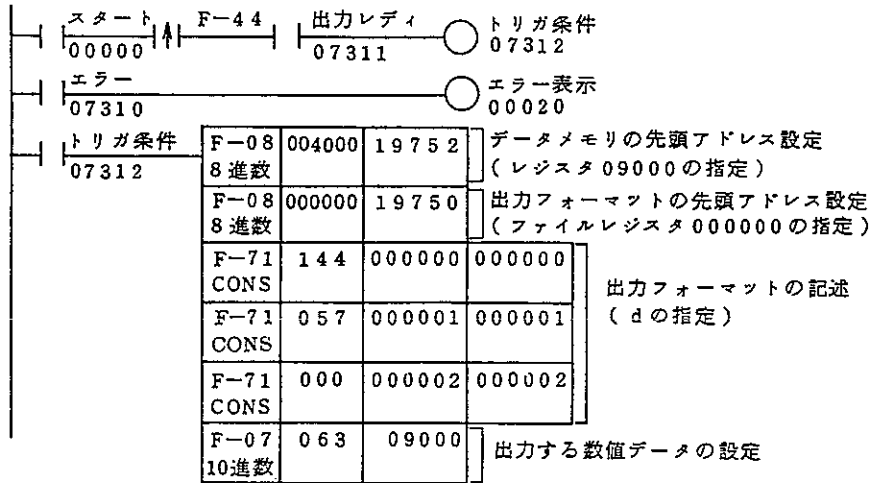 スタート F-44 出力レディ トリガ条件
00000 07311 07312
エラー エラー表示
07310 00020
トリガ条件
07312
F-08 004000 19752 データメモリの先頭アドレス設定
8進数 (レジスタ09000の指定)
F-08 000000 19750 出力フォーマットの先頭アドレス設定
8進数 (ファイルレジスタ000000の指定)
F-71 144 000000 000000
CONS
出力フォーマットの記述
(dの指定)
F-71 057 000001 000001
CONS
F-71 000 000002 000002
CONS
F-07 063 09000 出力する数値データの設定
10進数